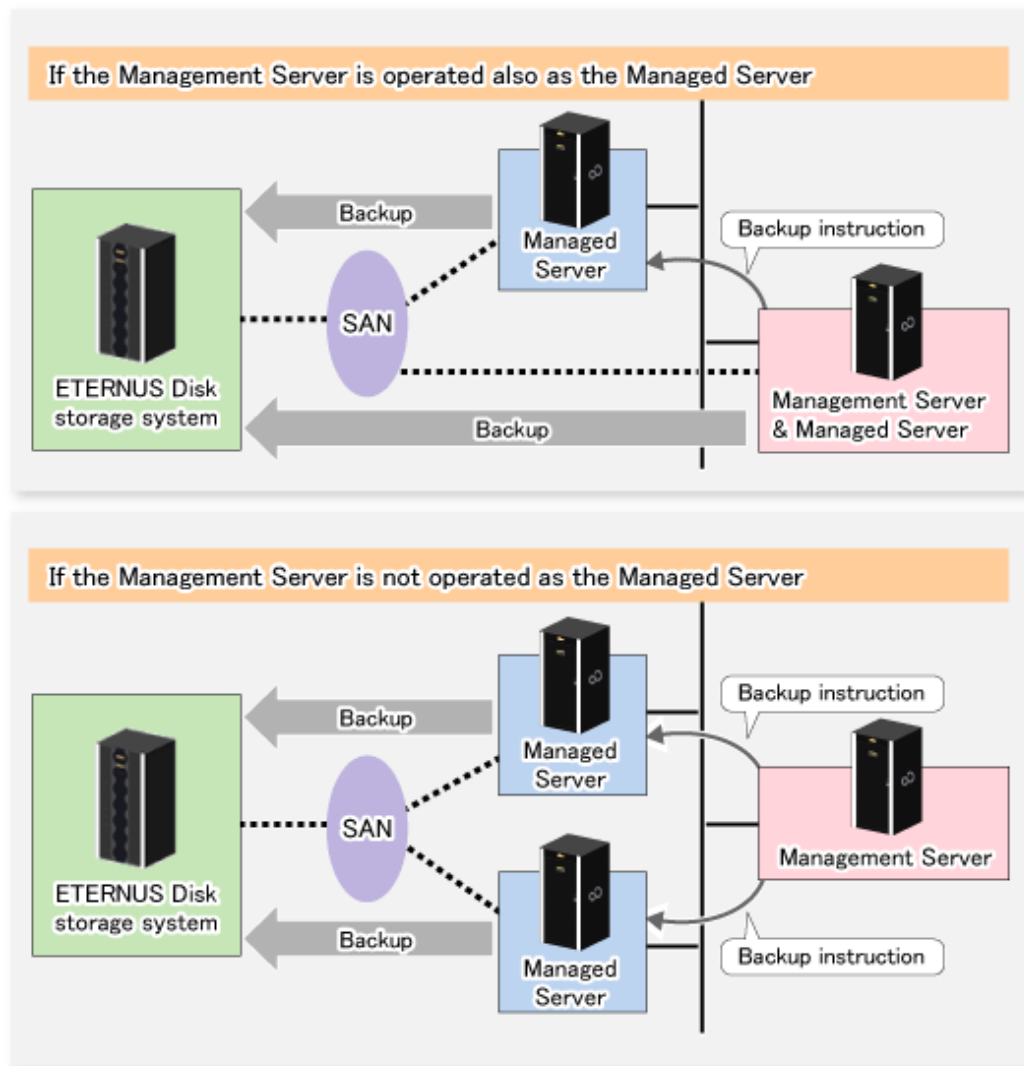 If the Management Server is operated also as the Managed Server
Backup
Managed
Server
Backup instruction
SAN
ETERNUS Disk
storage system
Management Server
& Managed Server
Backup
If the Management Server is not operated as the Managed Server
Backup
Managed
Server
Backup instruction
SAN
Management Server
ETERNUS Disk
storage system
Backup
Managed
Server
Backup instruction